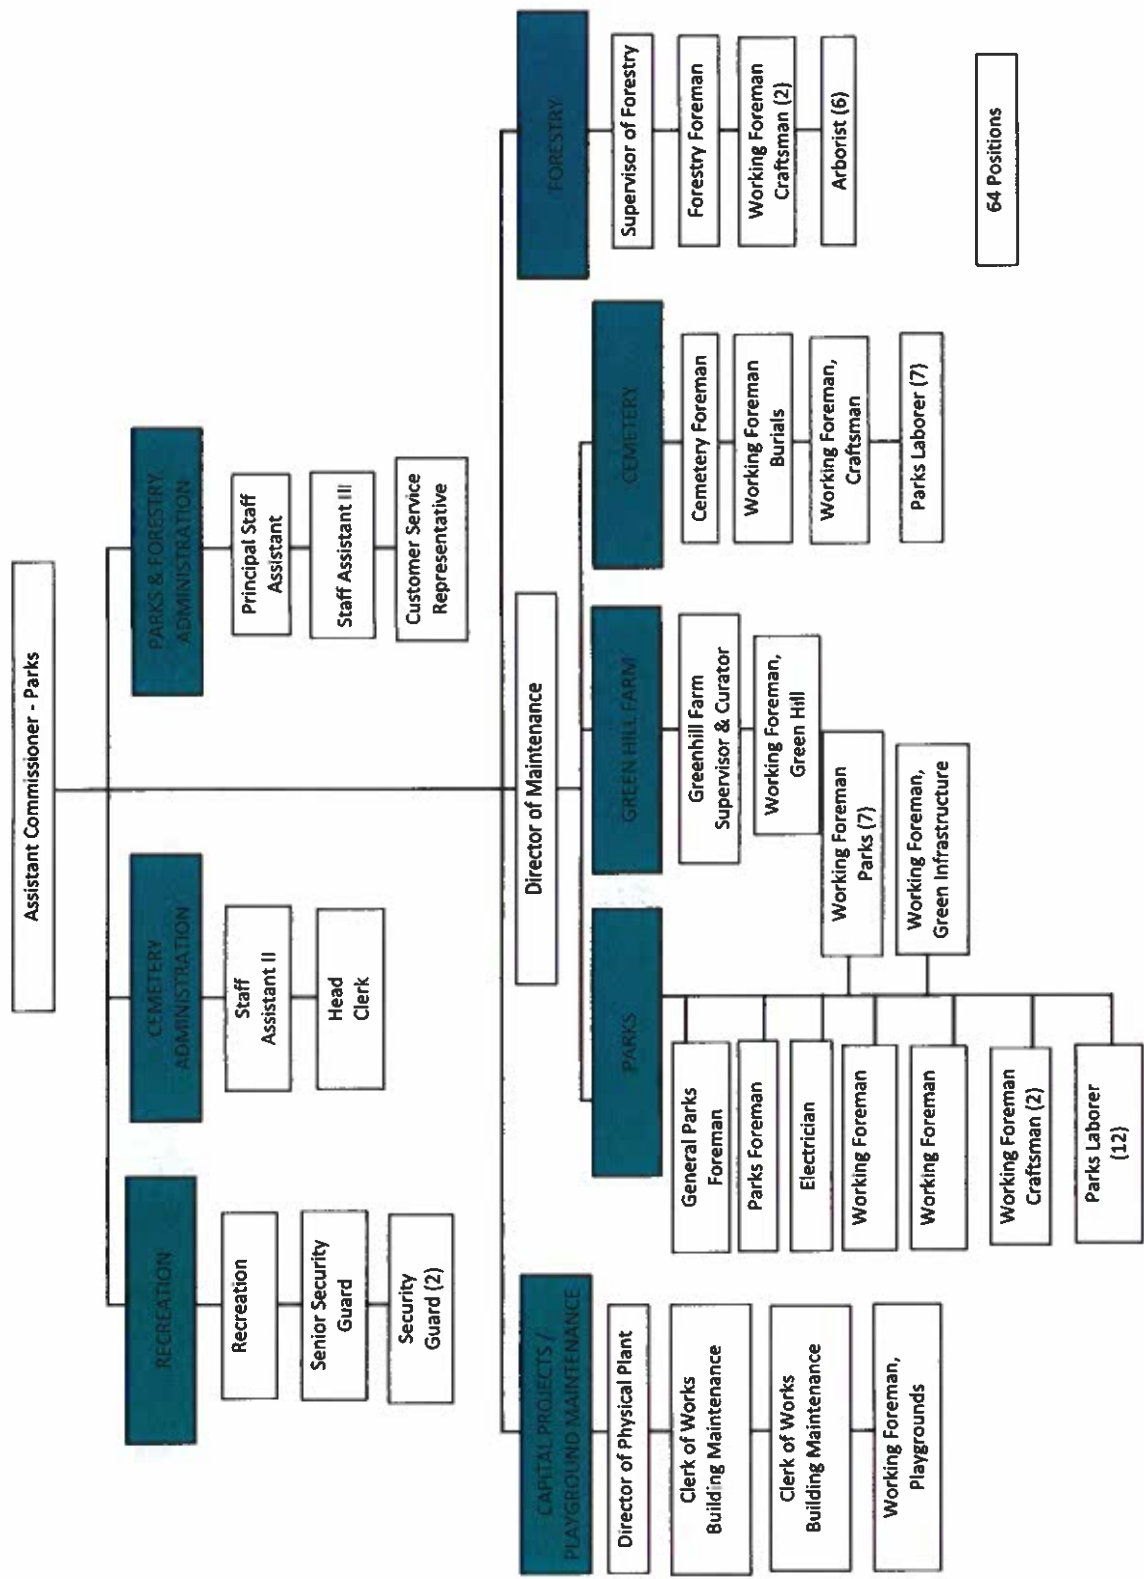 Assistant Commissioner - Parks
RECREATION
Recreation
Senior Security
Guard
Security
Guard (2)
CEMETERY
ADMINISTRATION
Staff
Assistant II
Head
Clerk
PARKS & FORESTRY
ADMINISTRATION
Principal Staff
Assistant
Staff Assistant III
Customer Service
Representative
Director of Maintenance
CAPITAL PROJECTS /
PLAYGROUND MAINTENANCE
Director of Physical Plant
Clerk of Works
Building Maintenance
Clerk of Works
Building Maintenance
Working Foreman,
Playgrounds
PARKS
General Parks
Foreman
Parks Foreman
Electrician
Working Foreman
Working Foreman
Working Foreman
Craftsman (2)
Parks Laborer
(12)
Working Foreman
Parks (7)
Working Foreman,
Green Infrastructure
GREEN HILL FARM
Greenhill Farm
Supervisor & Curator
Working Foreman,
Green Hill
CEMETERY
Cemetery Foreman
Working Foreman
Burials
Working Foreman,
Craftsman
Parks Laborer (7)
FORESTRY
Supervisor of Forestry
Forestry Foreman
Working Foreman
Craftsman (2)
Arborist (6)
64 Positions